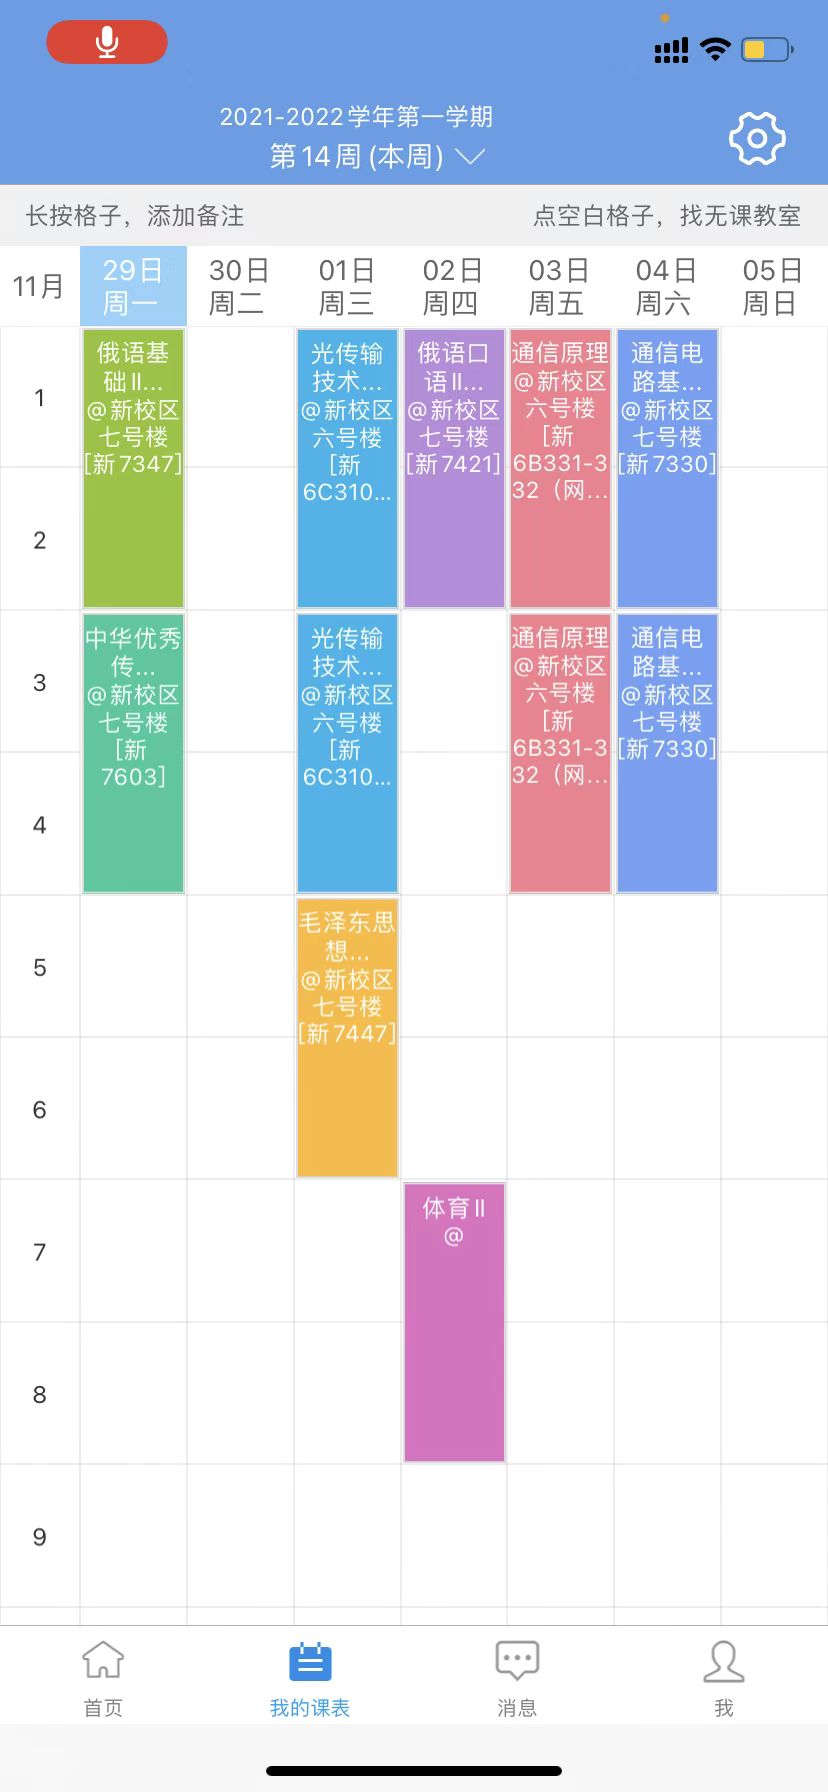 2021-2022学年第一学期
第14周(本周)
长按格子，添加备注
点空白格子，找无课教室
11月
29日
周一
30日
周二
01日
周三
02日
周四
03日
周五
04日
周六
05日
周日
1
俄语基
础Ⅱ...
@新校区
七号楼
[新7347]
光传输
技术...
@新校区
六号楼
[新
6C310...
俄语口
语Ⅱ...
@新校区
七号楼
[新7421]
通信原理
@新校区
六号楼
[新
6B331-3
32（网...
通信电
路基...
@新校区
七号楼
[新7330]
2
3
中华优秀
传...
@新校区
七号楼
[新
7603]
光传输
技术...
@新校区
六号楼
[新
6C310...
通信原理
@新校区
六号楼
[新
6B331-3
32（网...
通信电
路基...
@新校区
七号楼
[新7330]
4
5
毛泽东思
想...
@新校区
七号楼
[新7447]
6
7
体育Ⅱ
@
8
9
首页
我的课表
消息
我